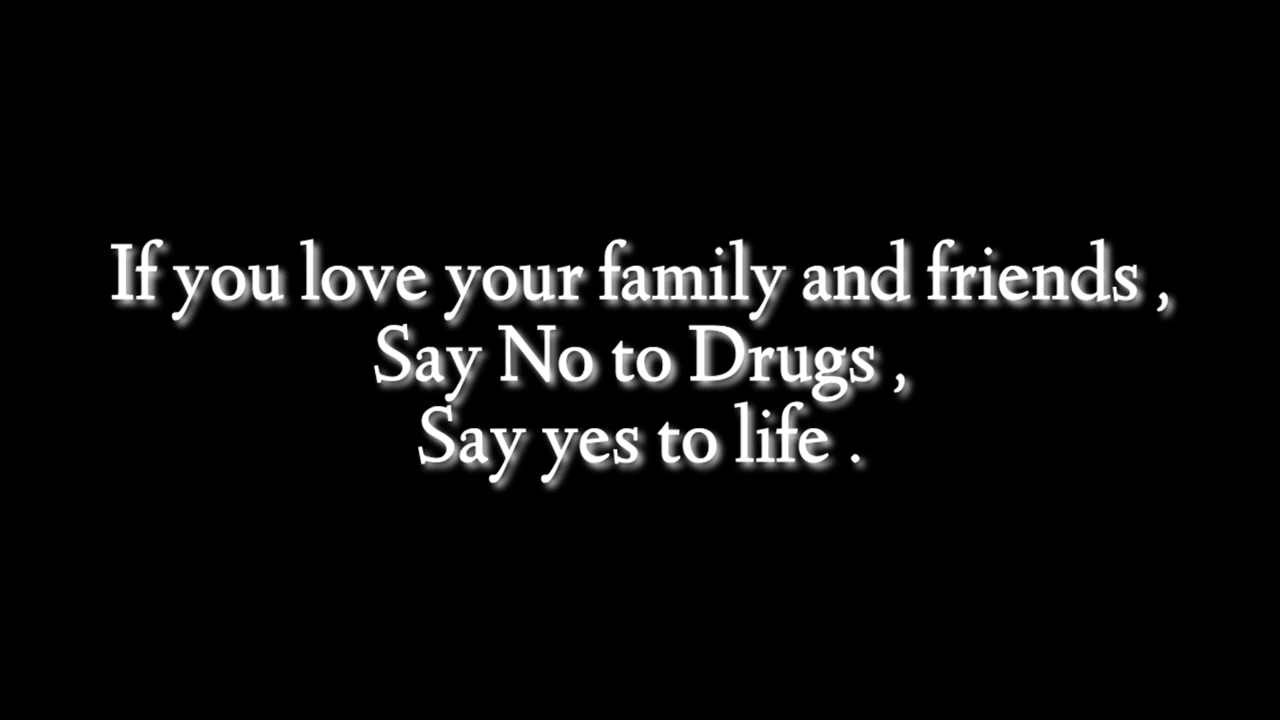 If you love your family and friends ,
Say No to Drugs ,
Say yes to life .